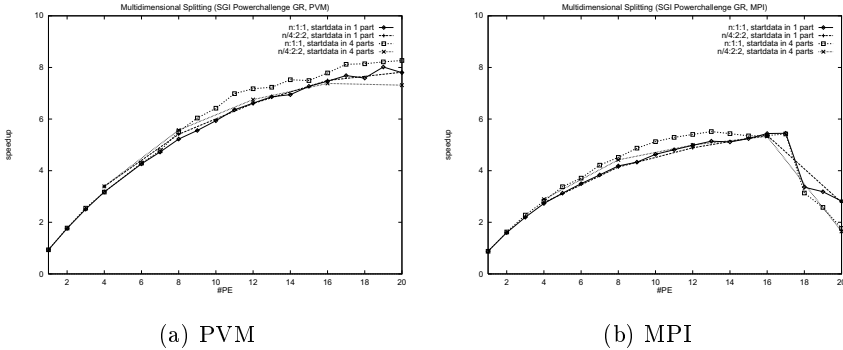 Multidimensional Splitting (SGI Powerchallenge GR, PVM)
n:1:1, startdata in 1 part
n/4:2:2, startdata in 1 part
n:1:1, startdata in 4 parts
n/4:2:2, startdata in 4 parts
speedup
10
8
6
4
2
0
2 4 6 8 10 12 14 16 18 20
#PE
(a) PVM
Multidimensional Splitting (SGI Powerchallenge GR, MPI)
n:1:1, startdata in 1 part
n/4:2:2, startdata in 1 part
n:1:1, startdata in 4 parts
n/4:2:2, startdata in 4 parts
speedup
10
8
6
4
2
0
2 4 6 8 10 12 14 16 18 20
#PE
(b) MPI